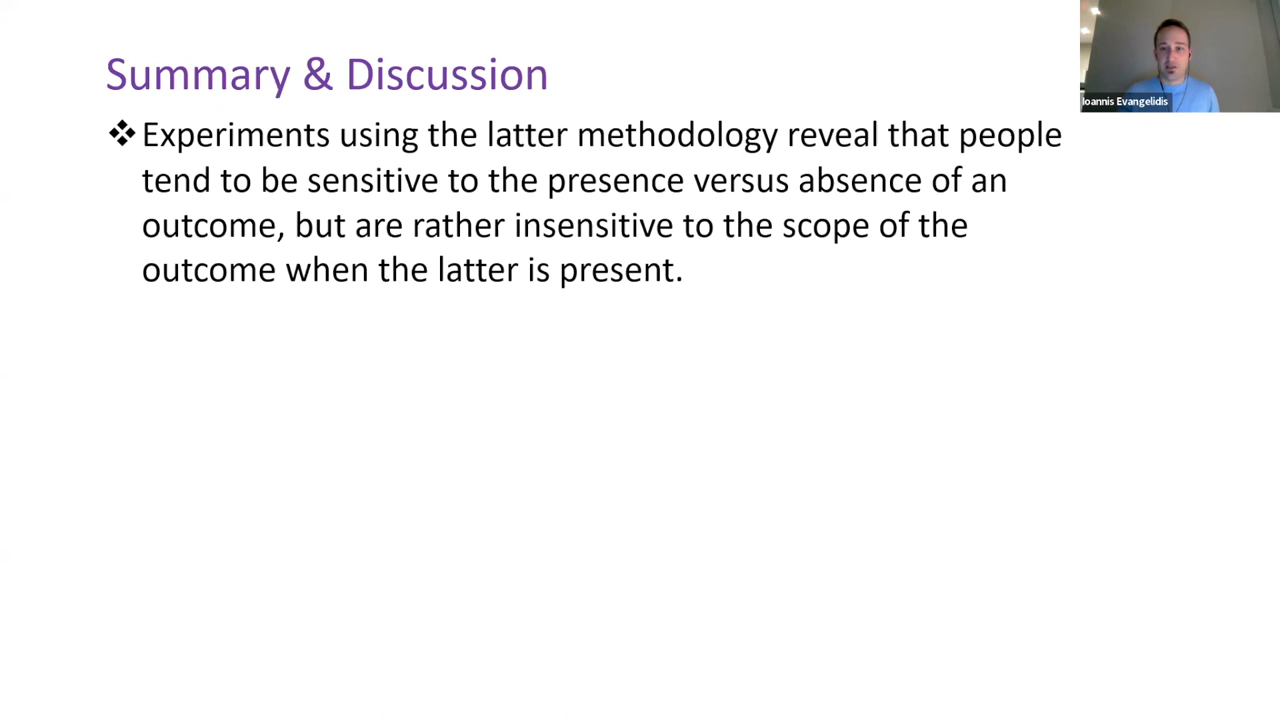 Summary & Discussion
❖Experiments using the latter methodology reveal that people
tend to be sensitive to the presence versus absence of an
outcome, but are rather insensitive to the scope of the
outcome when the latter is present.
Ioannis Evangelidis